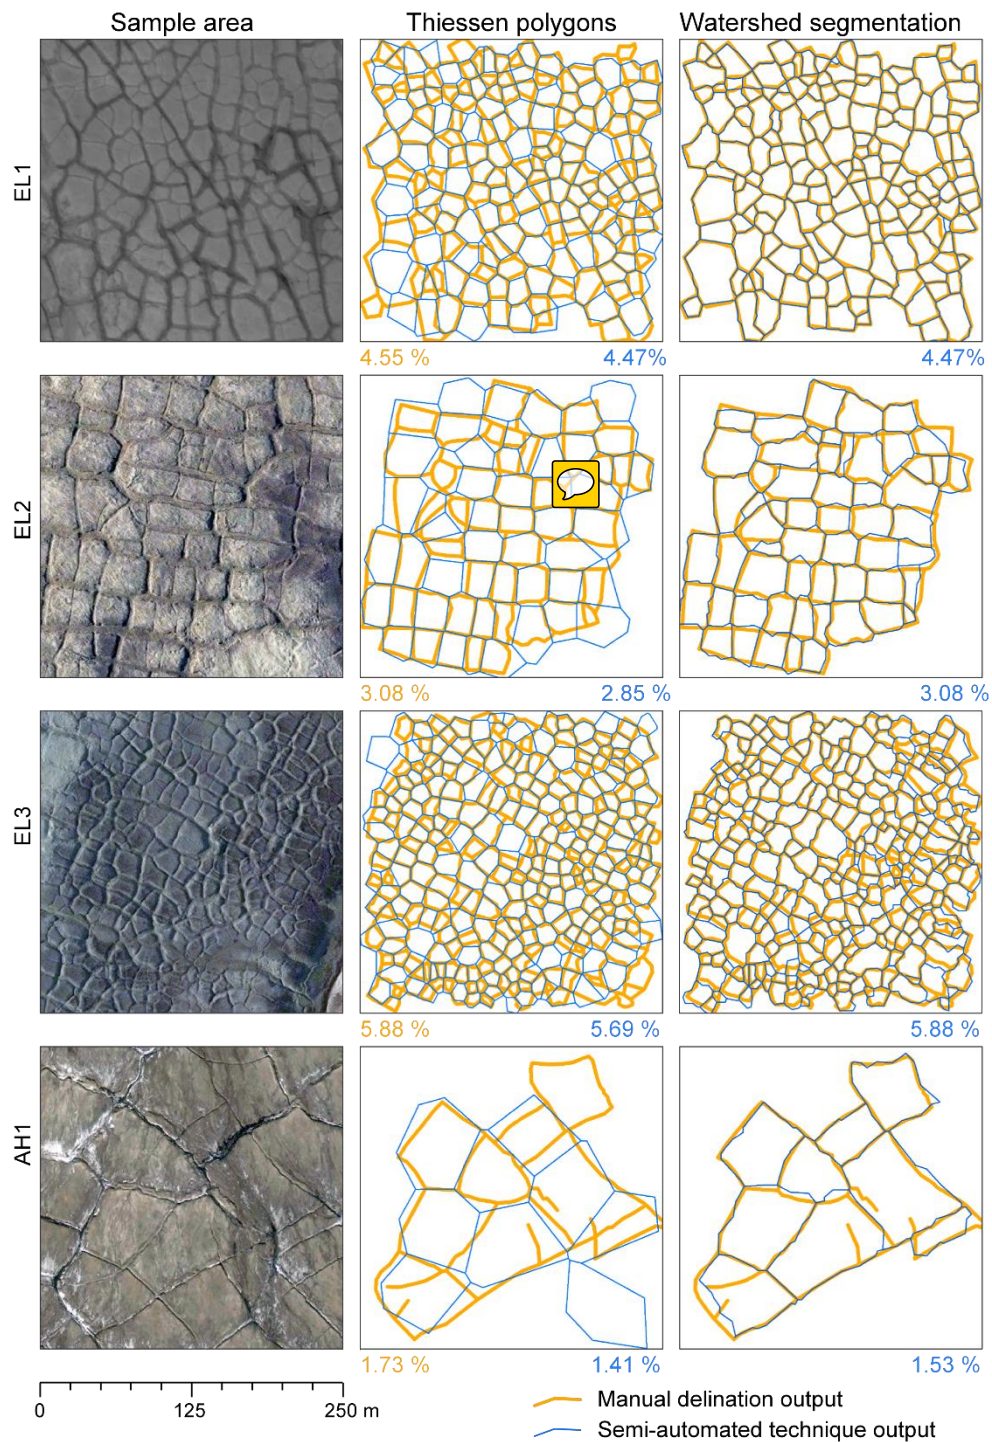 Sample area Thiessen polygons Watershed segmentation
EL1
4.55 % 4.47% 4.47%
EL2
3.08 % 2.85 % 3.08 %
EL3
5.88 % 5.69 % 5.88 %
AH1
1.73 % 1.41 % 1.53 %
0 125 250 m
Manual delination output
Semi-automated technique output